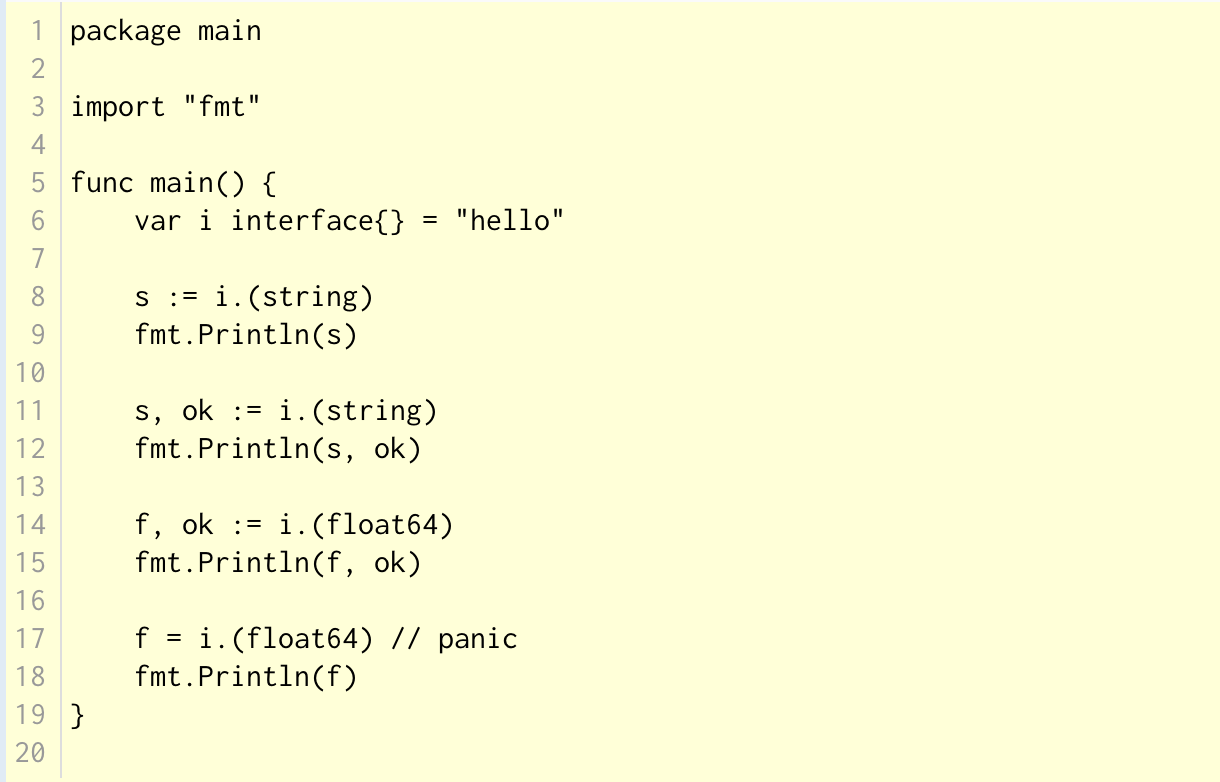 1 package main
2
3 import "fmt"
4
5 func main() {
6     var i interface{} = "hello"
7
8     s := i.(string)
9     fmt.Println(s)
10
11     s, ok := i.(string)
12     fmt.Println(s, ok)
13
14     f, ok := i.(float64)
15     fmt.Println(f, ok)
16
17     f = i.(float64) // panic
18     fmt.Println(f)
19 }
20